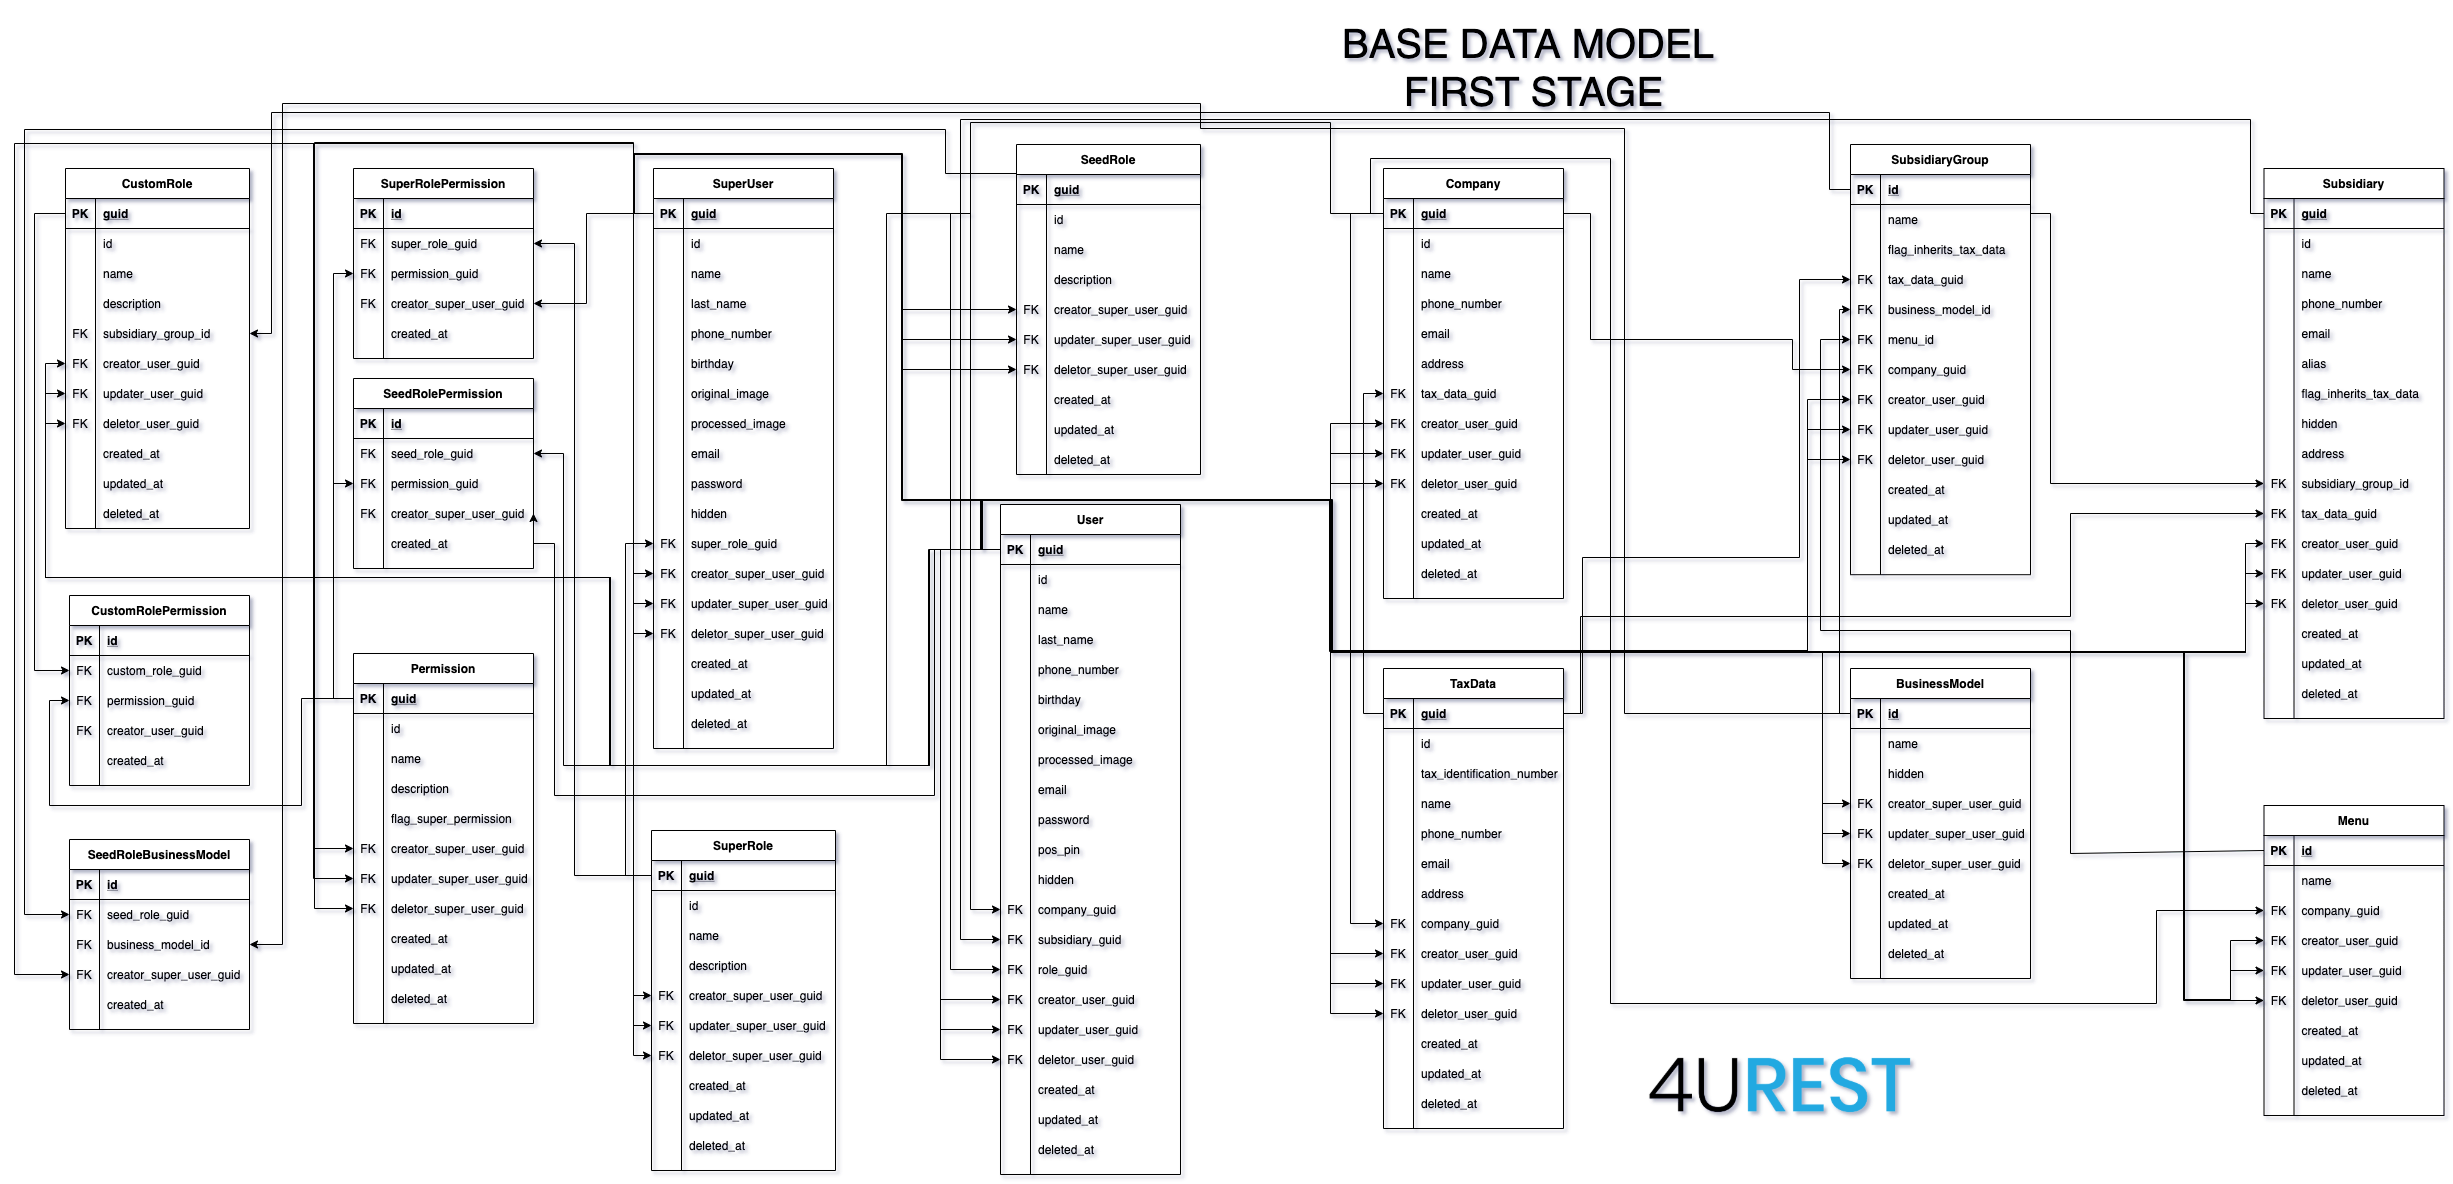 BASE DATA MODEL
FIRST STAGE
CustomRole
PK guid
id
name
description
FK subsidiary_group_id
FK creator_user_guid
FK updater_user_guid
FK deletor_user_guid
created_at
updated_at
deleted_at
CustomRolePermission
PK id
FK custom_role_guid
FK permission_guid
FK creator_user_guid
created_at
SeedRoleBusinessModel
PK id
FK seed_role_guid
FK business_model_id
FK creator_super_user_guid
created_at
SuperRolePermission
PK id
FK super_role_guid
FK permission_guid
FK creator_super_user_guid
created_at
SeedRolePermission
PK id
FK seed_role_guid
FK permission_guid
FK creator_super_user_guid
created_at
Permission
PK guid
id
name
description
flag_super_permission
FK creator_super_user_guid
FK updater_super_user_guid
FK deletor_super_user_guid
created_at
updated_at
deleted_at
SuperUser
PK guid
id
name
last_name
phone_number
birthday
original_image
processed_image
email
password
hidden
FK super_role_guid
FK creator_super_user_guid
FK updater_super_user_guid
FK deletor_super_user_guid
created_at
updated_at
deleted_at
SuperRole
PK guid
id
name
description
FK creator_super_user_guid
FK updater_super_user_guid
FK deletor_super_user_guid
created_at
updated_at
deleted_at
SeedRole
PK guid
id
name
description
FK creator_super_user_guid
FK updater_super_user_guid
FK deletor_super_user_guid
created_at
updated_at
deleted_at
User
PK guid
id
name
last_name
phone_number
birthday
original_image
processed_image
email
password
pos_pin
hidden
FK company_guid
FK subsidiary_guid
FK role_guid
FK creator_user_guid
FK updater_user_guid
FK deletor_user_guid
created_at
updated_at
deleted_at
Company
PK guid
id
name
phone_number
email
address
FK tax_data_guid
FK creator_user_guid
FK updater_user_guid
FK deletor_user_guid
created_at
updated_at
deleted_at
TaxData
PK guid
id
tax_identification_number
name
phone_number
email
address
FK company_guid
FK creator_user_guid
FK updater_user_guid
FK deletor_user_guid
created_at
updated_at
deleted_at
SubsidiaryGroup
PK id
name
flag_inherits_tax_data
FK tax_data_guid
FK business_model_id
FK menu_id
FK company_guid
FK creator_user_guid
FK updater_user_guid
FK deletor_user_guid
created_at
updated_at
deleted_at
BusinessModel
PK id
name
hidden
FK creator_super_user_guid
FK updater_super_user_guid
FK deletor_super_user_guid
created_at
updated_at
deleted_at
Subsidiary
PK guid
id
name
phone_number
email
alias
flag_inherits_tax_data
hidden
address
FK subsidiary_group_id
FK tax_data_guid
FK creator_user_guid
FK updater_user_guid
FK deletor_user_guid
created_at
updated_at
deleted_at
Menu
PK id
name
FK company_guid
FK creator_user_guid
FK updater_user_guid
FK deletor_user_guid
created_at
updated_at
deleted_at
4UREST